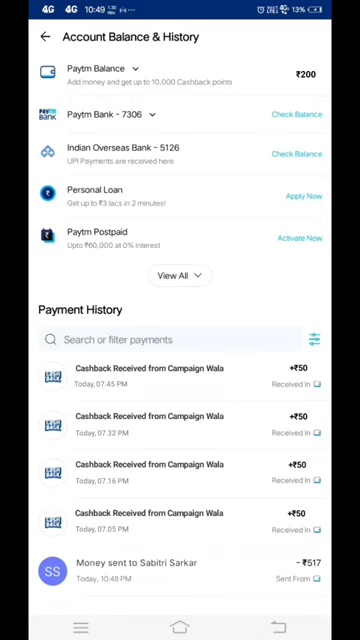 4G 4G 10:49 1.30 KB/s
4G 13%
Account Balance & History
Paytm Balance
Add money and get up to 10,000 Cashback points
₹200
Paytm Bank - 7306
Check Balance
Indian Overseas Bank - 5126
UPI Payments are received here
Check Balance
Personal Loan
Get up to ₹3 lacs in 2 minutes!
Apply Now
Paytm Postpaid
Upto ₹60,000 at 0% interest
Activate Now
View All
Payment History
Search or filter payments
Cashback Received from Campaign Wala
+₹50
Today, 07.45 PM
Received In
Cashback Received from Campaign Wala
+₹50
Today, 07.32 PM
Received In
Cashback Received from Campaign Wala
+₹50
Today, 07.16 PM
Received In
Cashback Received from Campaign Wala
+₹50
Today, 07.05 PM
Received In
SS
Money sent to Sabitri Sarkar
- ₹517
Today, 10:48 PM
Sent From